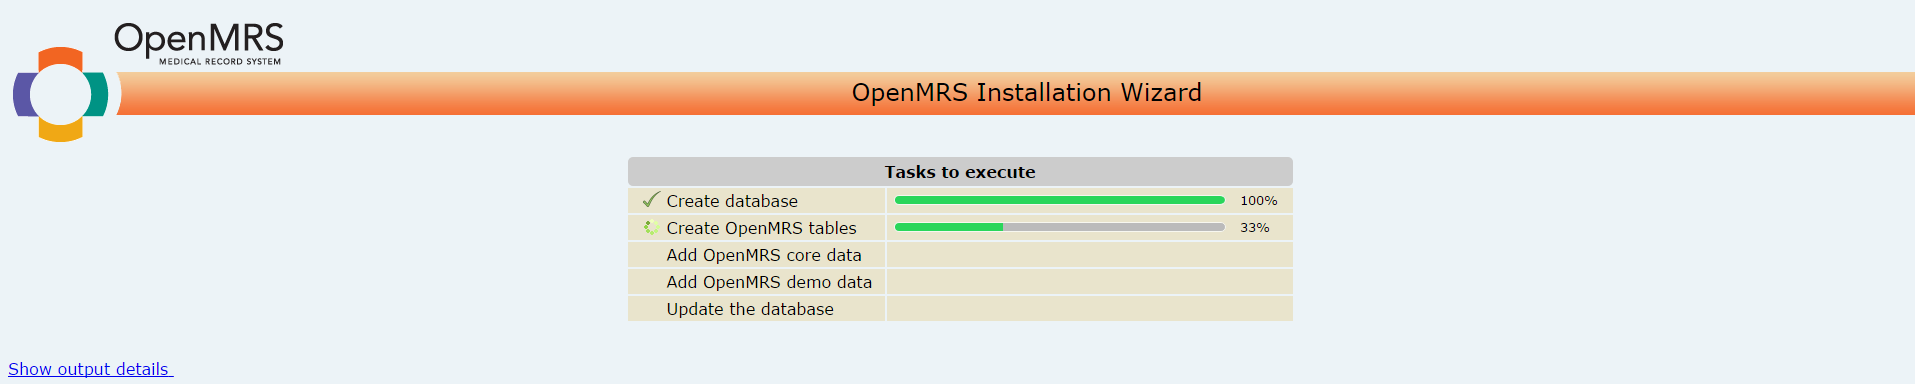 OpenMRS
MEDICAL RECORD SYSTEM
OpenMRS Installation Wizard
Tasks to execute
Create database 100%
Create OpenMRS tables 33%
Add OpenMRS core data
Add OpenMRS demo data
Update the database
Show output details